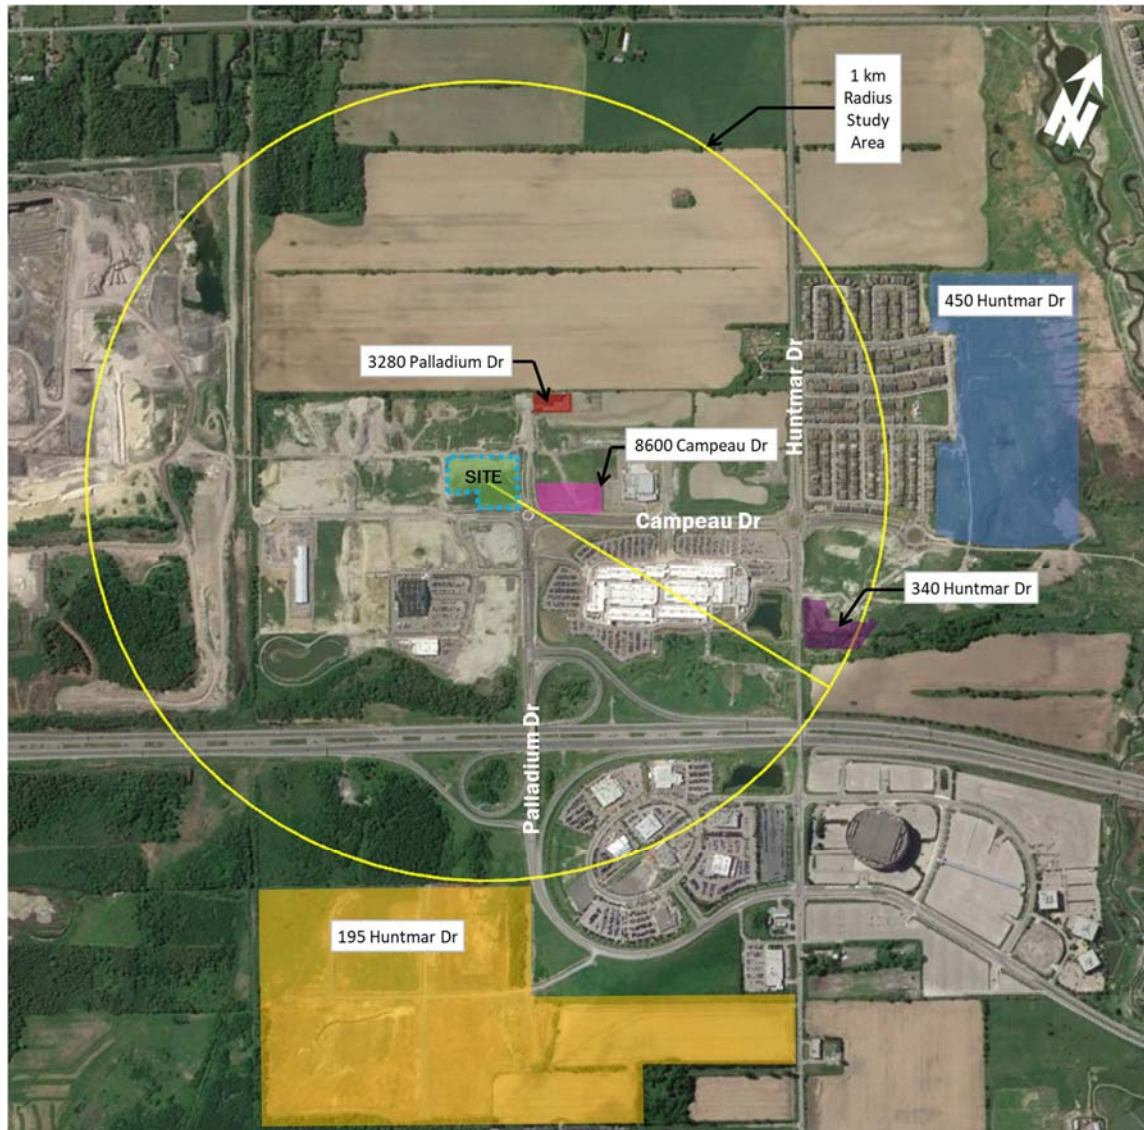 1 km
Radius
Study
Area
N
450 Huntmar Dr
3280 Palladium Dr
Huntmar Dr
8600 Campeau Dr
SITE
Campeau Dr
340 Huntmar Dr
Palladium Dr
195 Huntmar Dr